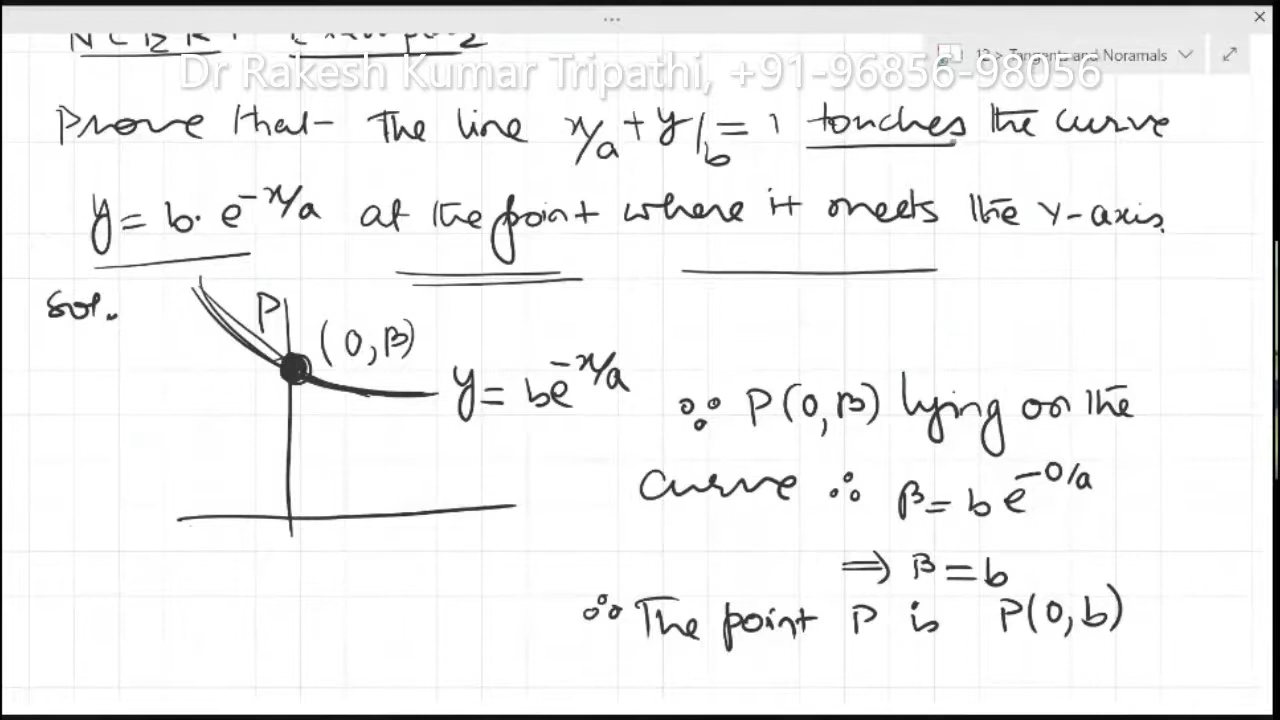 Dr Rakesh Kumar Tripathi, +91-96856-98056
Tangents and Noramals
Prove that the line x/a + y/b = 1 touches the curve
y = b. e^-x/a at the point where it meets the Y-axis.
Sol.
P
(0, β)
y = be^-x/a
∵ P(0, β) lying on the
curve ∴ β = b e^-0/a
⇒ β = b
∴ The point P is P(0, b)